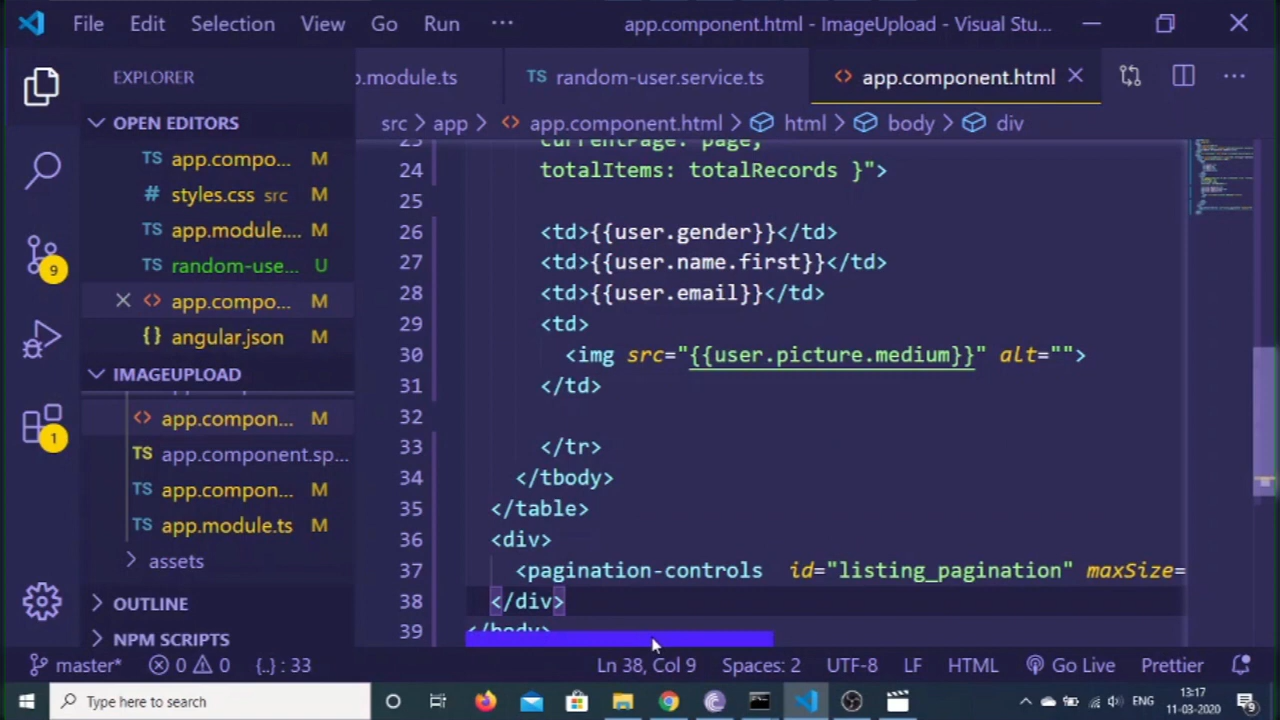 File Edit Selection View Go Run ··· app.component.html - ImageUpload - Visual Stu...
EXPLORER
OPEN EDITORS
TS app.compo... M
# styles.css src M
TS app.module.... M
TS random-use... U
<> app.compo... M
{} angular.json M
IMAGEUPLOAD
<> app.compon... M
TS app.component.sp...
TS app.compon... M
TS app.module.ts M
assets
OUTLINE
NPM SCRIPTS
9
1
p.module.ts TS random-user.service.ts <> app.component.html
src > app > <> app.component.html > html > body > div
23 currentPage: page,
24 totalItems: totalRecords }">
25
26 <td>{{user.gender}}</td>
27 <td>{{user.name.first}}</td>
28 <td>{{user.email}}</td>
29 <td>
30 <img src="{{user.picture.medium}}" alt="">
31 </td>
32
33 </tr>
34 </tbody>
35 </table>
36 <div>
37 <pagination-controls id="listing_pagination" maxSize=
38 </div>
39 </body>
master* 0 0 {..} : 33 Ln 38, Col 9 Spaces: 2 UTF-8 LF HTML Go Live Prettier
Type here to search ENG 13:17
11-03-2020 9